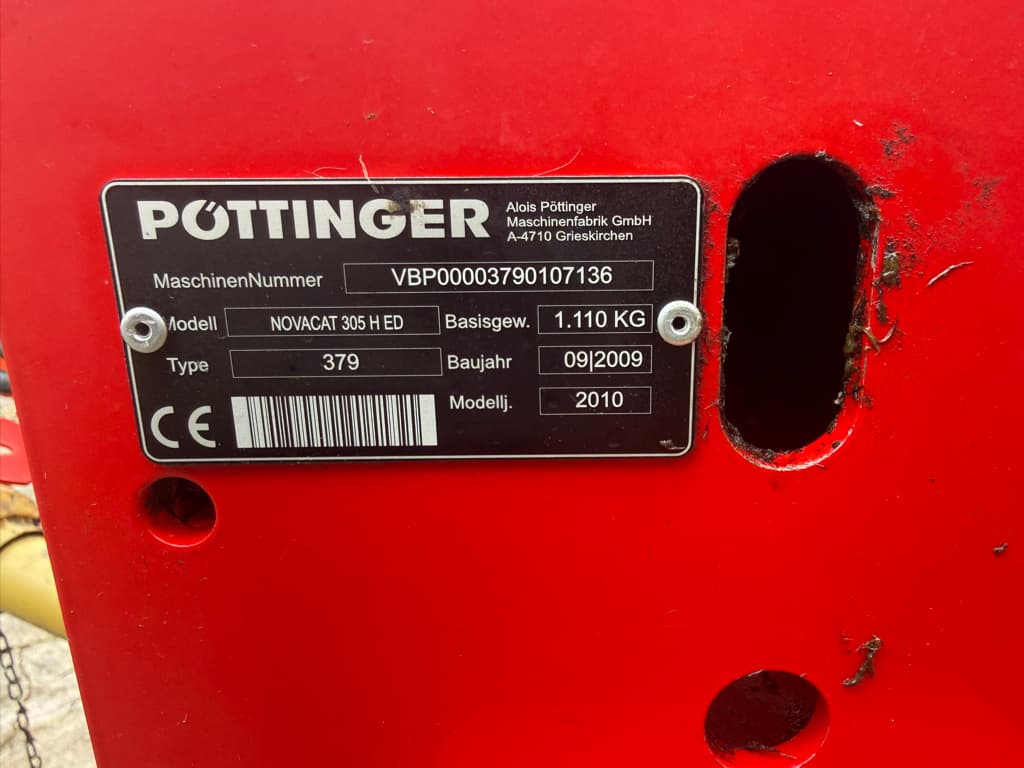 PÖTTINGER
Alois Pöttinger
Maschinenfabrik GmbH
A-4710 Grieskirchen
MaschinenNummer VBP00003790107136
Modell NOVACAT 305 H ED Basisgew. 1.110 KG
Type 379 Baujahr 09|2009
CE Modellj. 2010